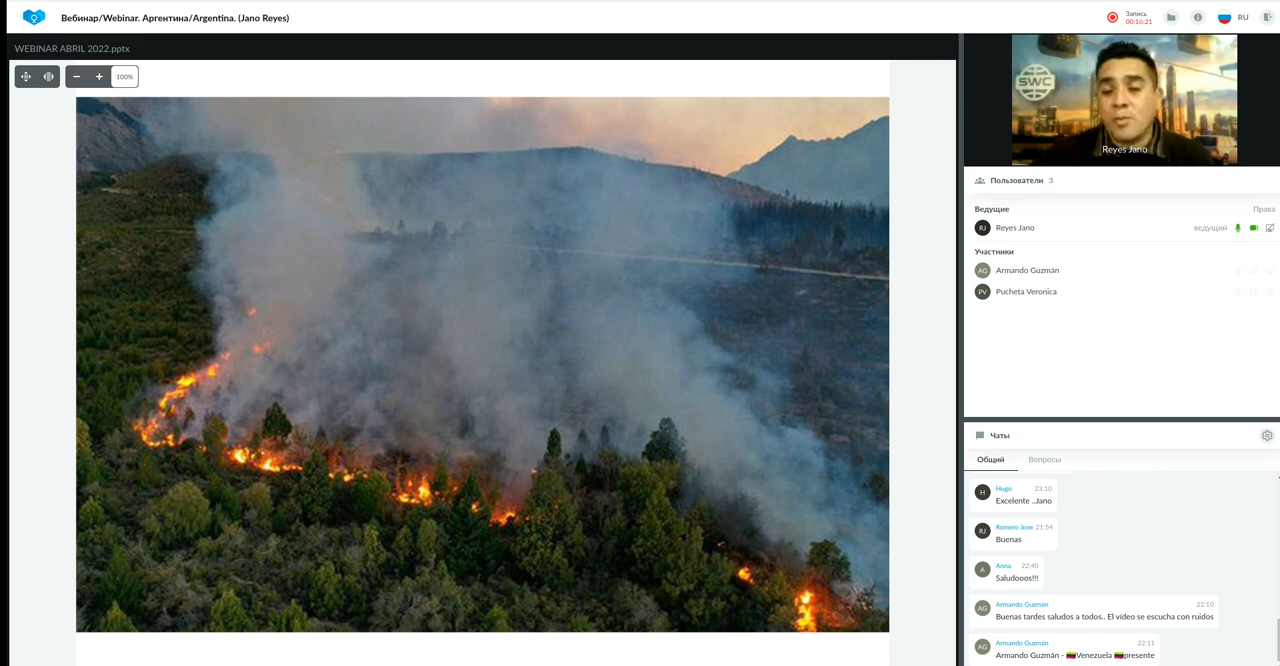 Вебинар/Webinar. Аргентина/Argentina. (Jano Reyes)
Запись
00:16:21
RU
WEBINAR ABRIL 2022.pptx
100%
SWC
Reyes Jano
Пользователи 3
Ведущие Права
RJ Reyes Jano ведущий
Участники
AG Armando Guzmán
PV Pucheta Veronica
Чаты
Общий Вопросы
H Hugo 23:10
Excelente ..Jano
RJ Romero Jose 21:54
Buenas
A Anna 22:40
Saludooos!!!
AG Armando Guzmán 22:10
Buenas tardes saludos a todos.. El video se escucha con ruidos
AG Armando Guzmán 22:11
Armando Guzmán - 🇻🇪Venezuela 🇻🇪presente